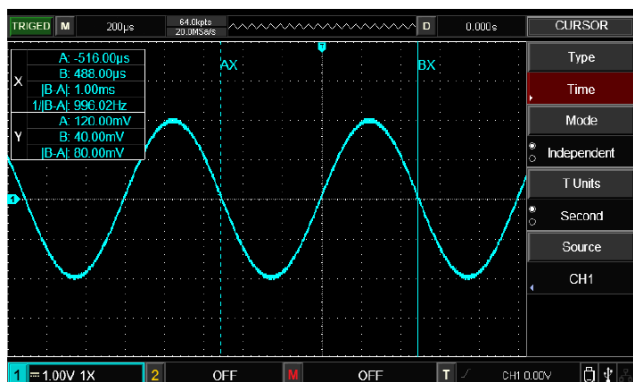 TRIGED M 200μs 64.0kpts D 0.000s CURSOR
20.0MSa/s
T
A: -516.00μs
B: 488.00μs
X
|B-A|: 1.00ms
1/|B-A|: 996.02Hz
A: 120.00mV
Y B: 40.00mV
|B-A|: 80.00mV
AX BX
1
Type
Time
Mode
Independent
T Units
Second
Source
CH1
1 1.00V 1X 2 OFF M OFF T CH1 0.00V